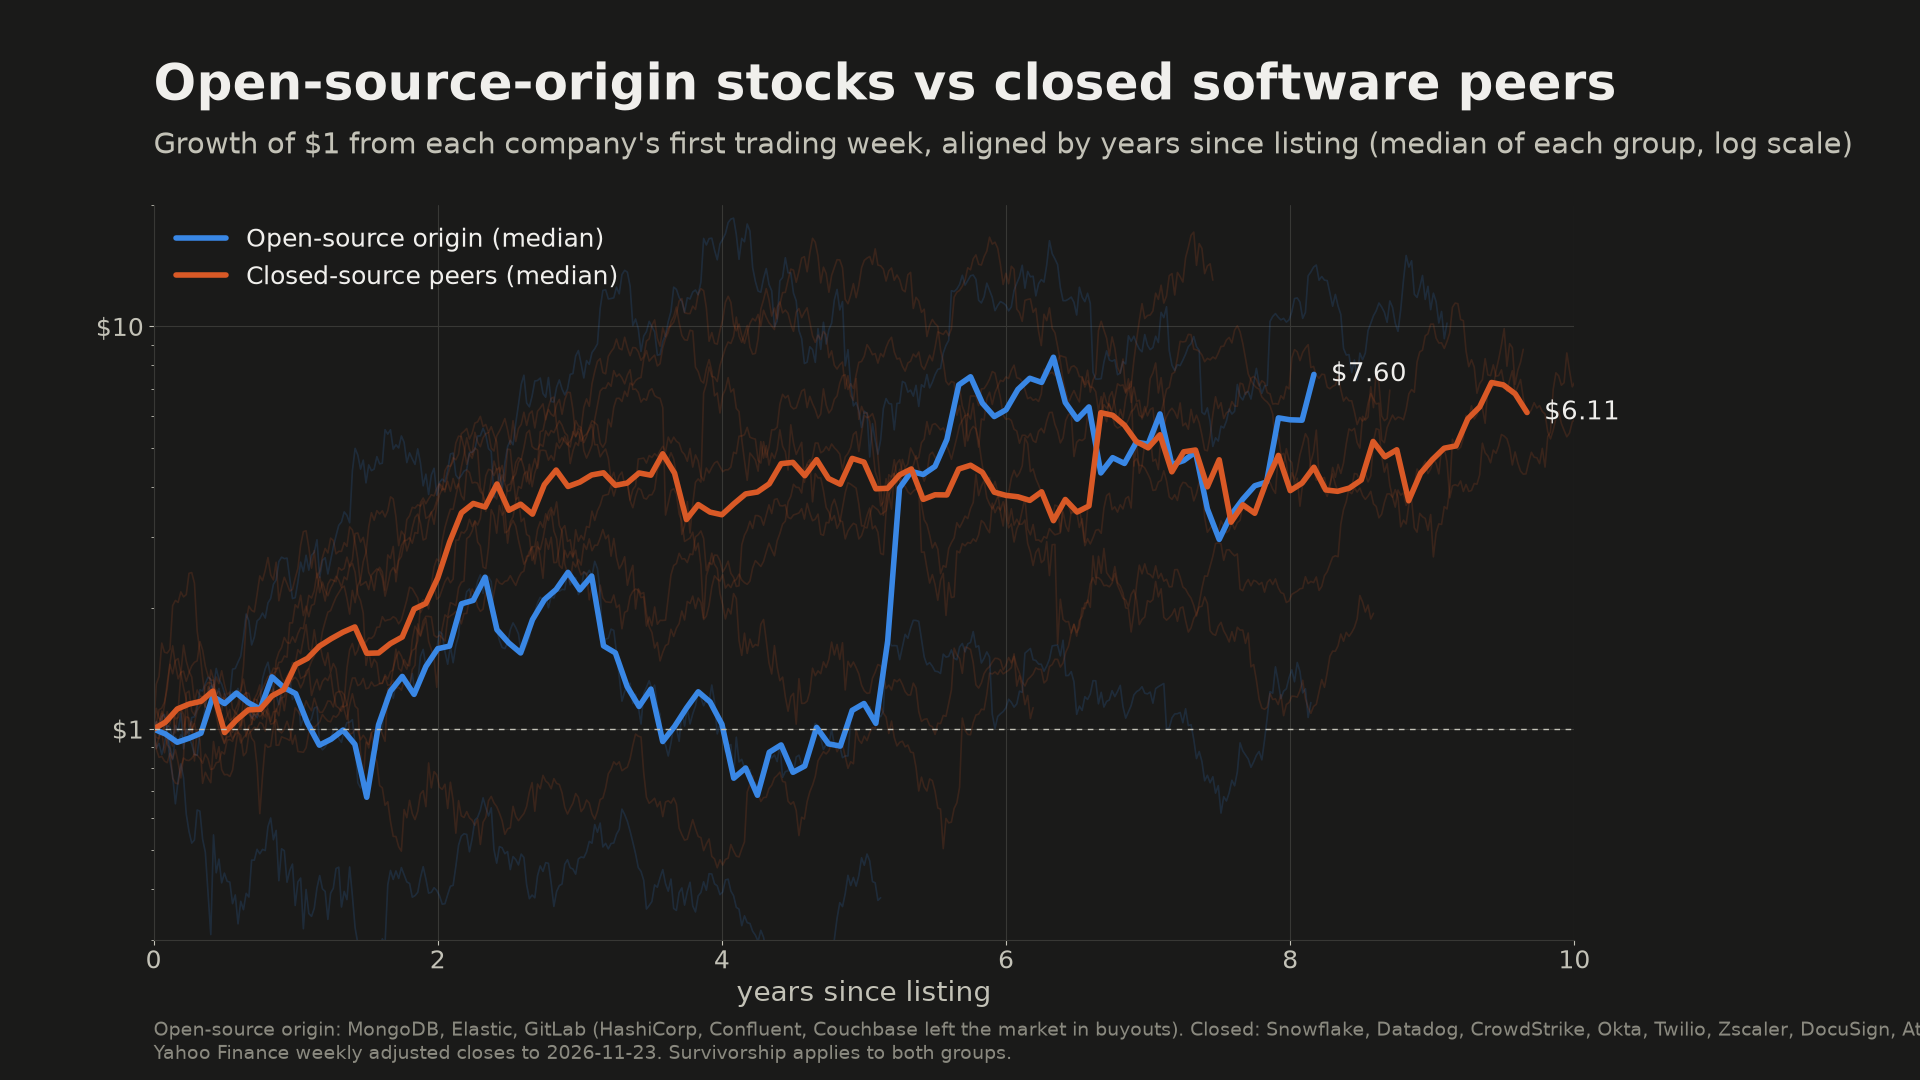 Open-source-origin stocks vs closed software peers
Growth of $1 from each company's first trading week, aligned by years since listing (median of each group, log scale)
Open-source origin (median)
Closed-source peers (median)
$10
$7.60
$6.11
$1
0 2 4 6 8 10
years since listing
Open-source origin: MongoDB, Elastic, GitLab (HashiCorp, Confluent, Couchbase left the market in buyouts). Closed: Snowflake, Datadog, CrowdStrike, Okta, Twilio, Zscaler, DocuSign, At
Yahoo Finance weekly adjusted closes to 2026-11-23. Survivorship applies to both groups.